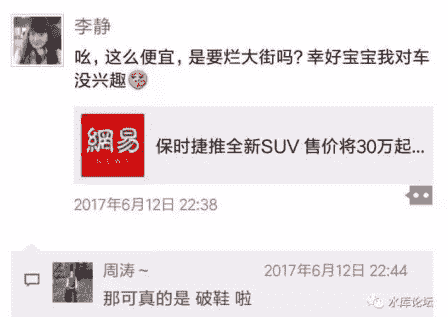 李静
吆，这么便宜，是要烂大街吗？幸好宝宝我对车
没兴趣
網易
NEWS
保时捷推全新SUV 售价将30万起...
2017年6月12日 22:38
周涛～
2017年6月12日 22:44
那可真的是 破鞋 啦
水库论坛